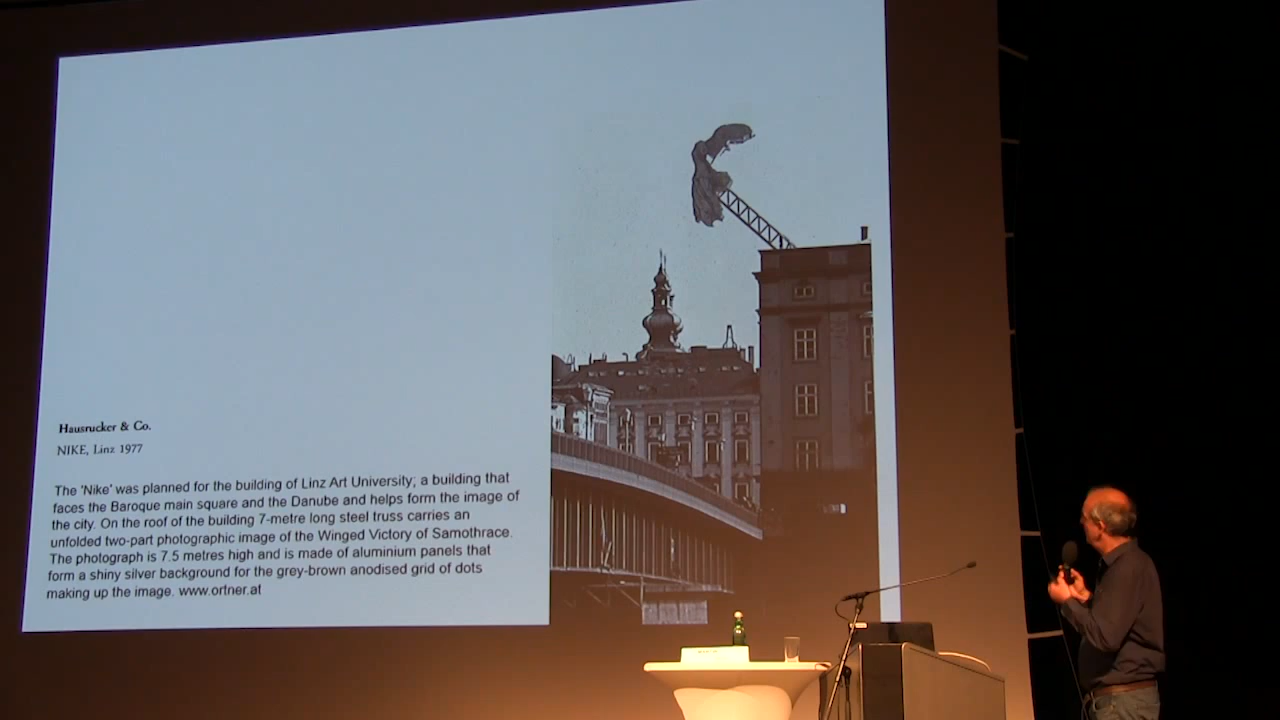 Hausrucker & Co.
NIKE, Linz 1977
The 'Nike' was planned for the building of Linz Art University; a building that
faces the Baroque main square and the Danube and helps form the image of
the city. On the roof of the building 7-metre long steel truss carries an
unfolded two-part photographic image of the Winged Victory of Samothrace.
The photograph is 7.5 metres high and is made of aluminium panels that
form a shiny silver background for the grey-brown anodised grid of dots
making up the image. www.ortner.at